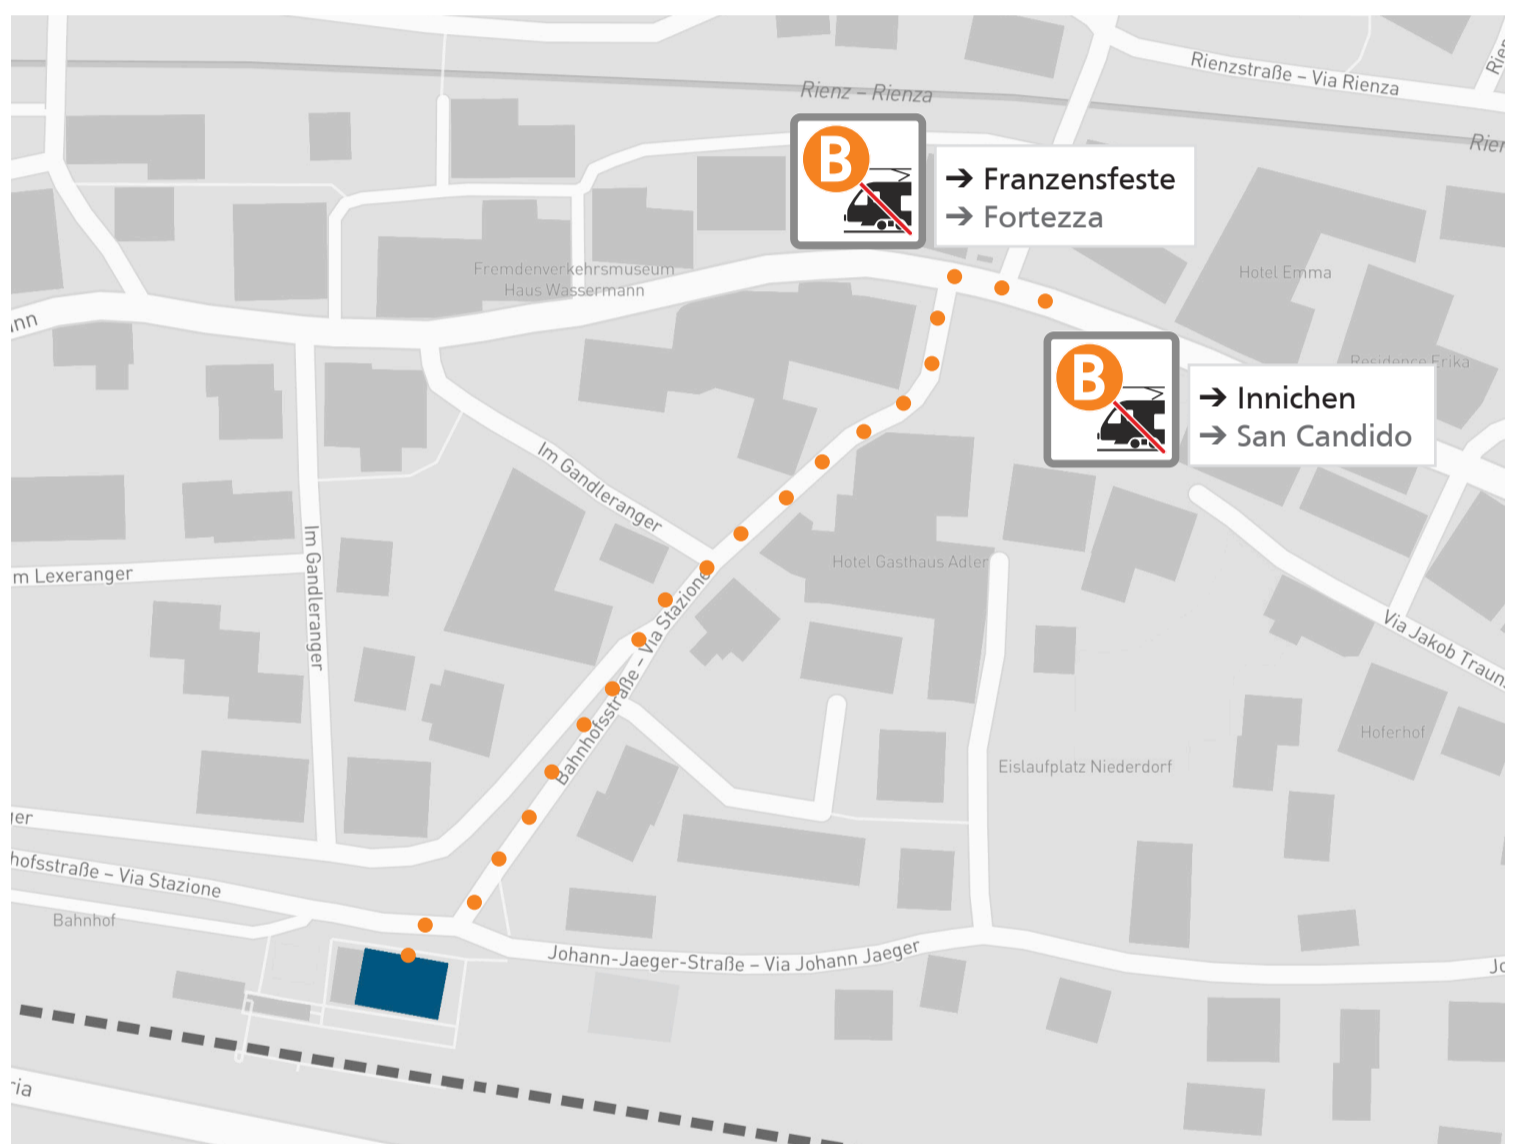 Rienzstraße – Via Rienza
Rienz – Rienza
B
➔ Franzensfeste
➔ Fortezza
Hotel Emma
Fremdenverkehrsmuseum
Haus Wassermann
Residence Erika
B
➔ Innichen
➔ San Candido
Im Gandleranger
Im Gandleranger
Hotel Gasthaus Adler
m Lexeranger
Bahnhofsstraße – Via Stazione
Via Jakob Traun
Hoferhof
Eislaufplatz Niederdorf
hofsstraße – Via Stazione
Bahnhof
Johann-Jaeger-Straße – Via Johann Jaeger